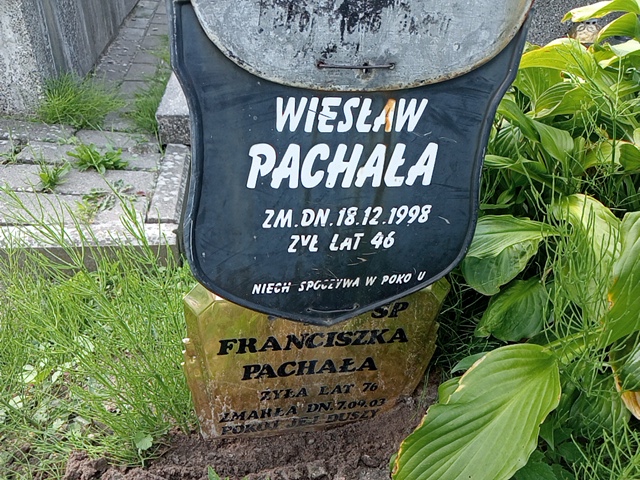 WIESŁAW
PACHAŁA
ZM. DN. 18.12.1998
ŻYŁ LAT 46
NIECH SPOCZYWA W POKO U
ŚP
FRANCISZKA
PACHAŁA
ŻYŁA LAT 76
ZMARŁA DN. 7.04.03
POKÓJ JEJ DUSZY